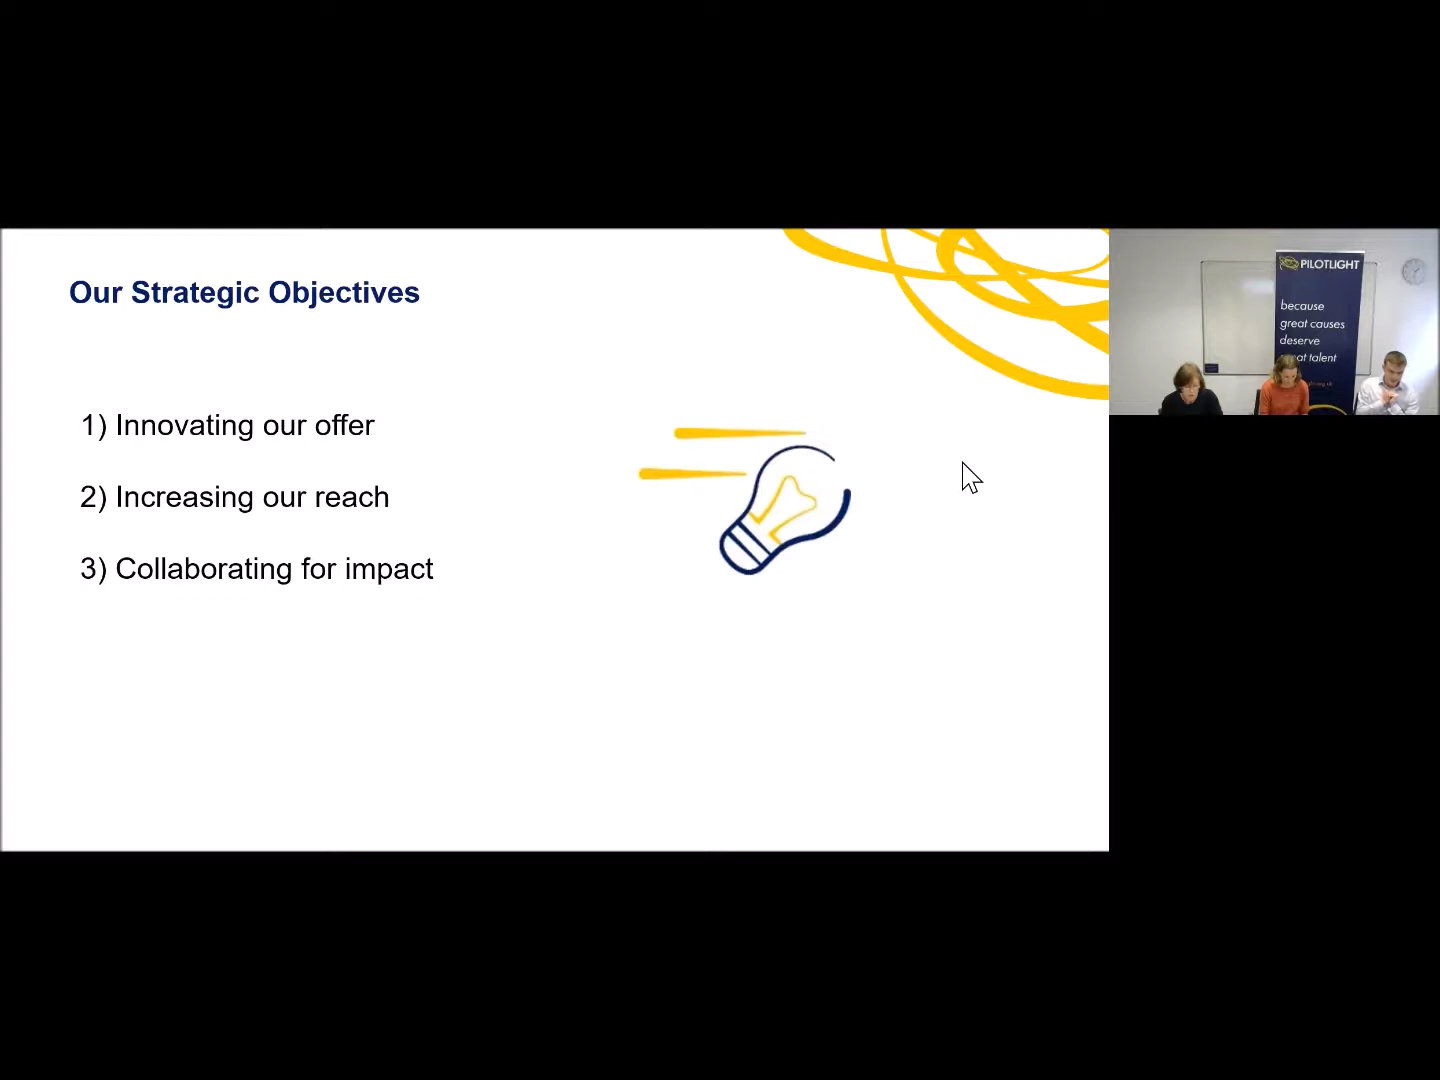 Our Strategic Objectives
1) Innovating our offer
2) Increasing our reach
3) Collaborating for impact
PILOTLIGHT
because
great causes
deserve
great talent